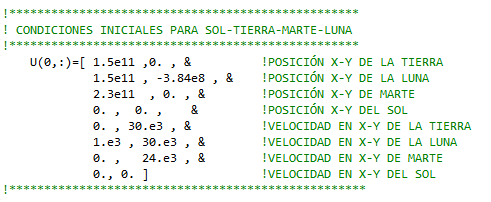 !**************************************************
! CONDICIONES INICIALES PARA SOL-TIERRA-MARTE-LUNA
!**************************************************
U(0,:)=[ 1.5e11 ,0. , & !POSICIÓN X-Y DE LA TIERRA
1.5e11 , -3.84e8 , & !POSICIÓN X-Y DE LA LUNA
2.3e11 , 0. , & !POSICIÓN X-Y DE MARTE
0. , 0. , & !POSICIÓN X-Y DEL SOL
0. , 30.e3 , & !VELOCIDAD EN X-Y DE LA TIERRA
1.e3 , 30.e3 , & !VELOCIDAD EN X-Y DE LA LUNA
0. , 24.e3 , & !VELOCIDAD EN X-Y DE MARTE
0., 0. ] !VELOCIDAD EN X-Y DEL SOL
!***************************************************